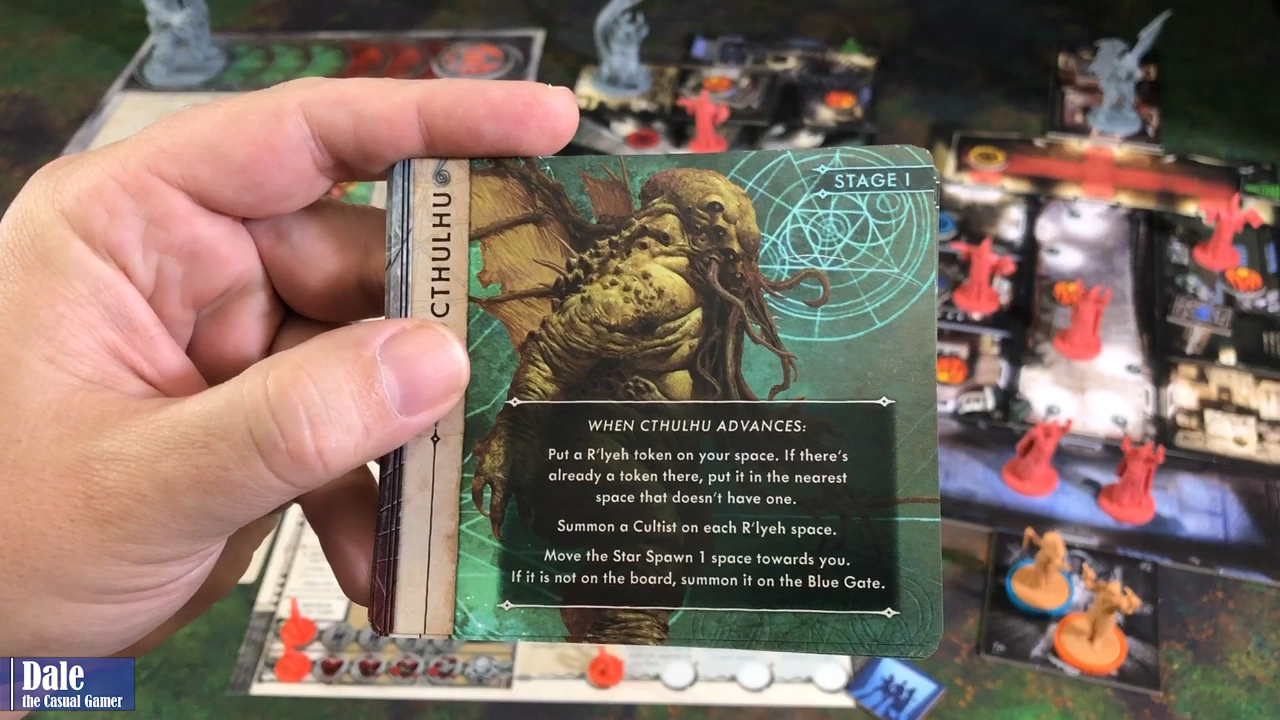 STAGE I
CTHULHU
WHEN CTHULHU ADVANCES:
Put a R'lyeh token on your space. If there's
already a token there, put it in the nearest
space that doesn't have one.
Summon a Cultist on each R'lyeh space.
Move the Star Spawn 1 space towards you.
If it is not on the board, summon it on the Blue Gate.
Dale
the Casual Gamer